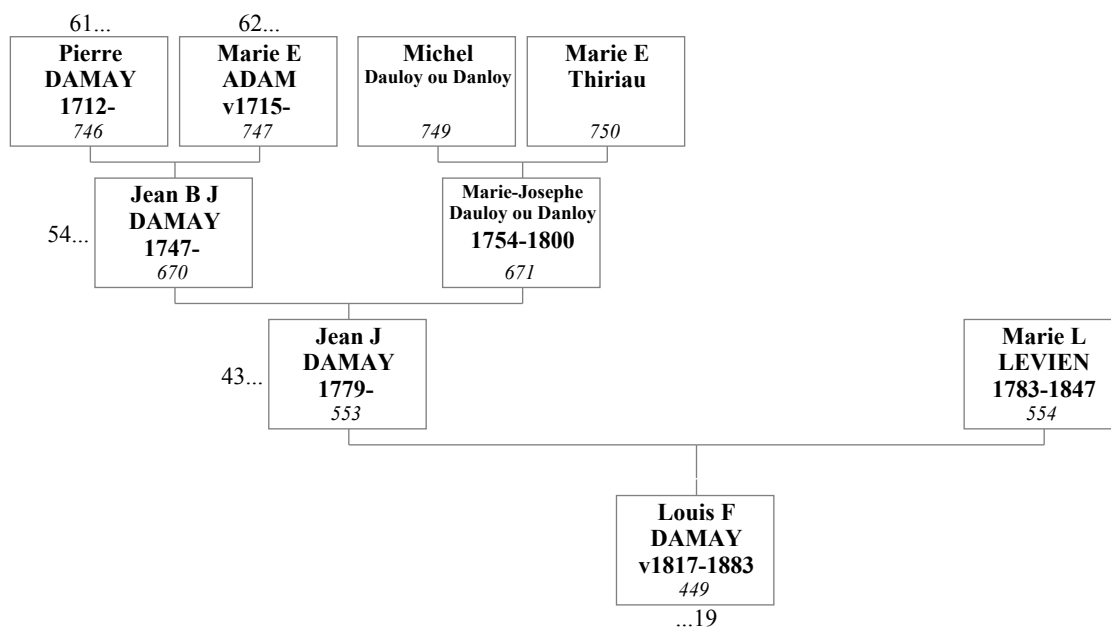 61...
62...
Pierre
DAMAY
1712-
746
Marie E
ADAM
v1715-
747
Michel
Dauloy ou Danloy
749
Marie E
Thiriau
750
54...
Jean B J
DAMAY
1747-
670
Marie-Josephe
Dauloy ou Danloy
1754-1800
671
43...
Jean J
DAMAY
1779-
553
Marie L
LEVIEN
1783-1847
554
Louis F
DAMAY
v1817-1883
449
...19